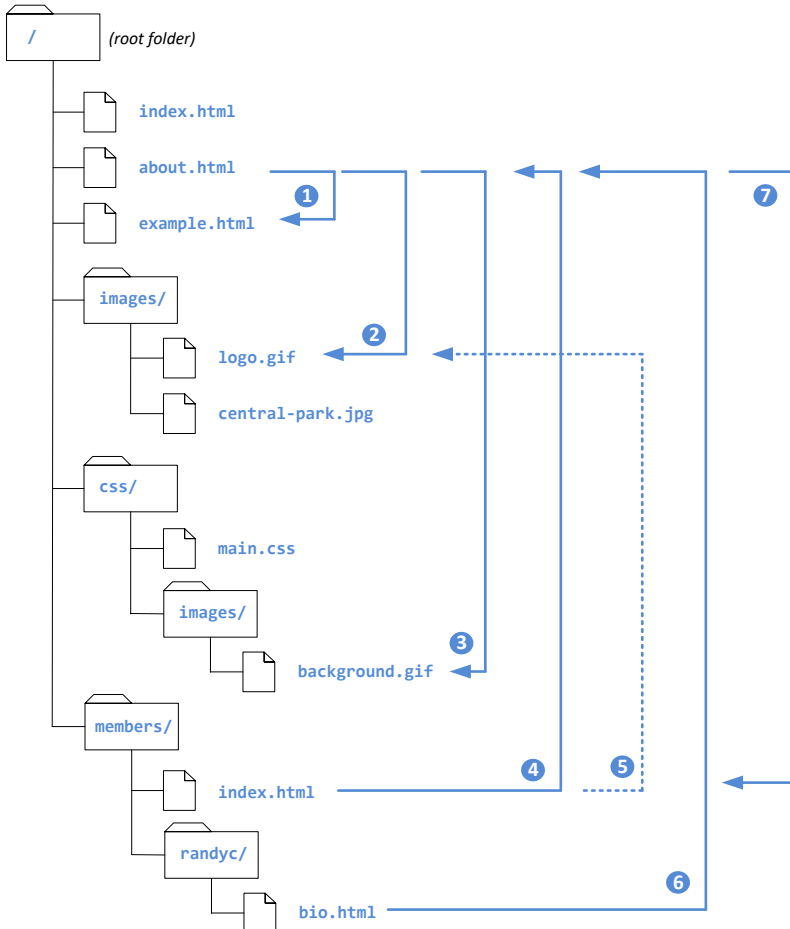 / (root folder)
index.html
about.html
1
7
example.html
images/
2
logo.gif
central-park.jpg
css/
main.css
images/
3
background.gif
members/
4
5
index.html
randyc/
6
bio.html